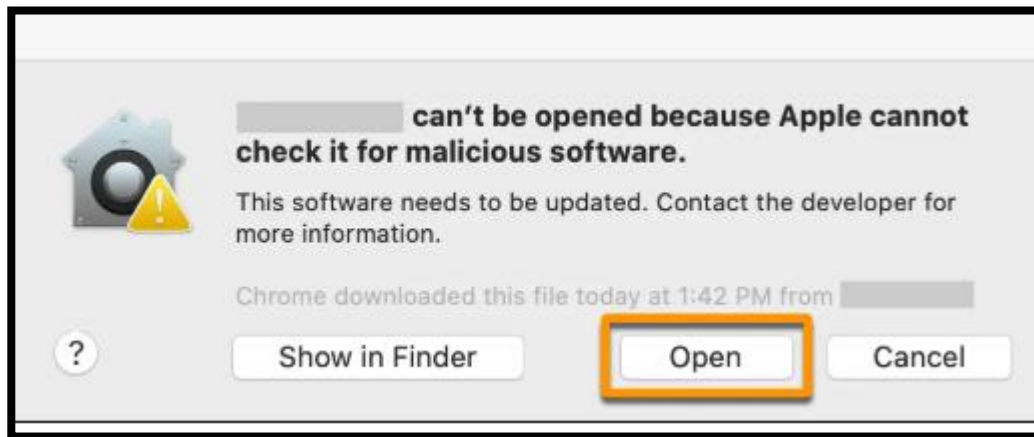 can't be opened because Apple cannot
check it for malicious software.
This software needs to be updated. Contact the developer for
more information.
Chrome downloaded this file today at 1:42 PM from
?
Show in Finder
Open
Cancel